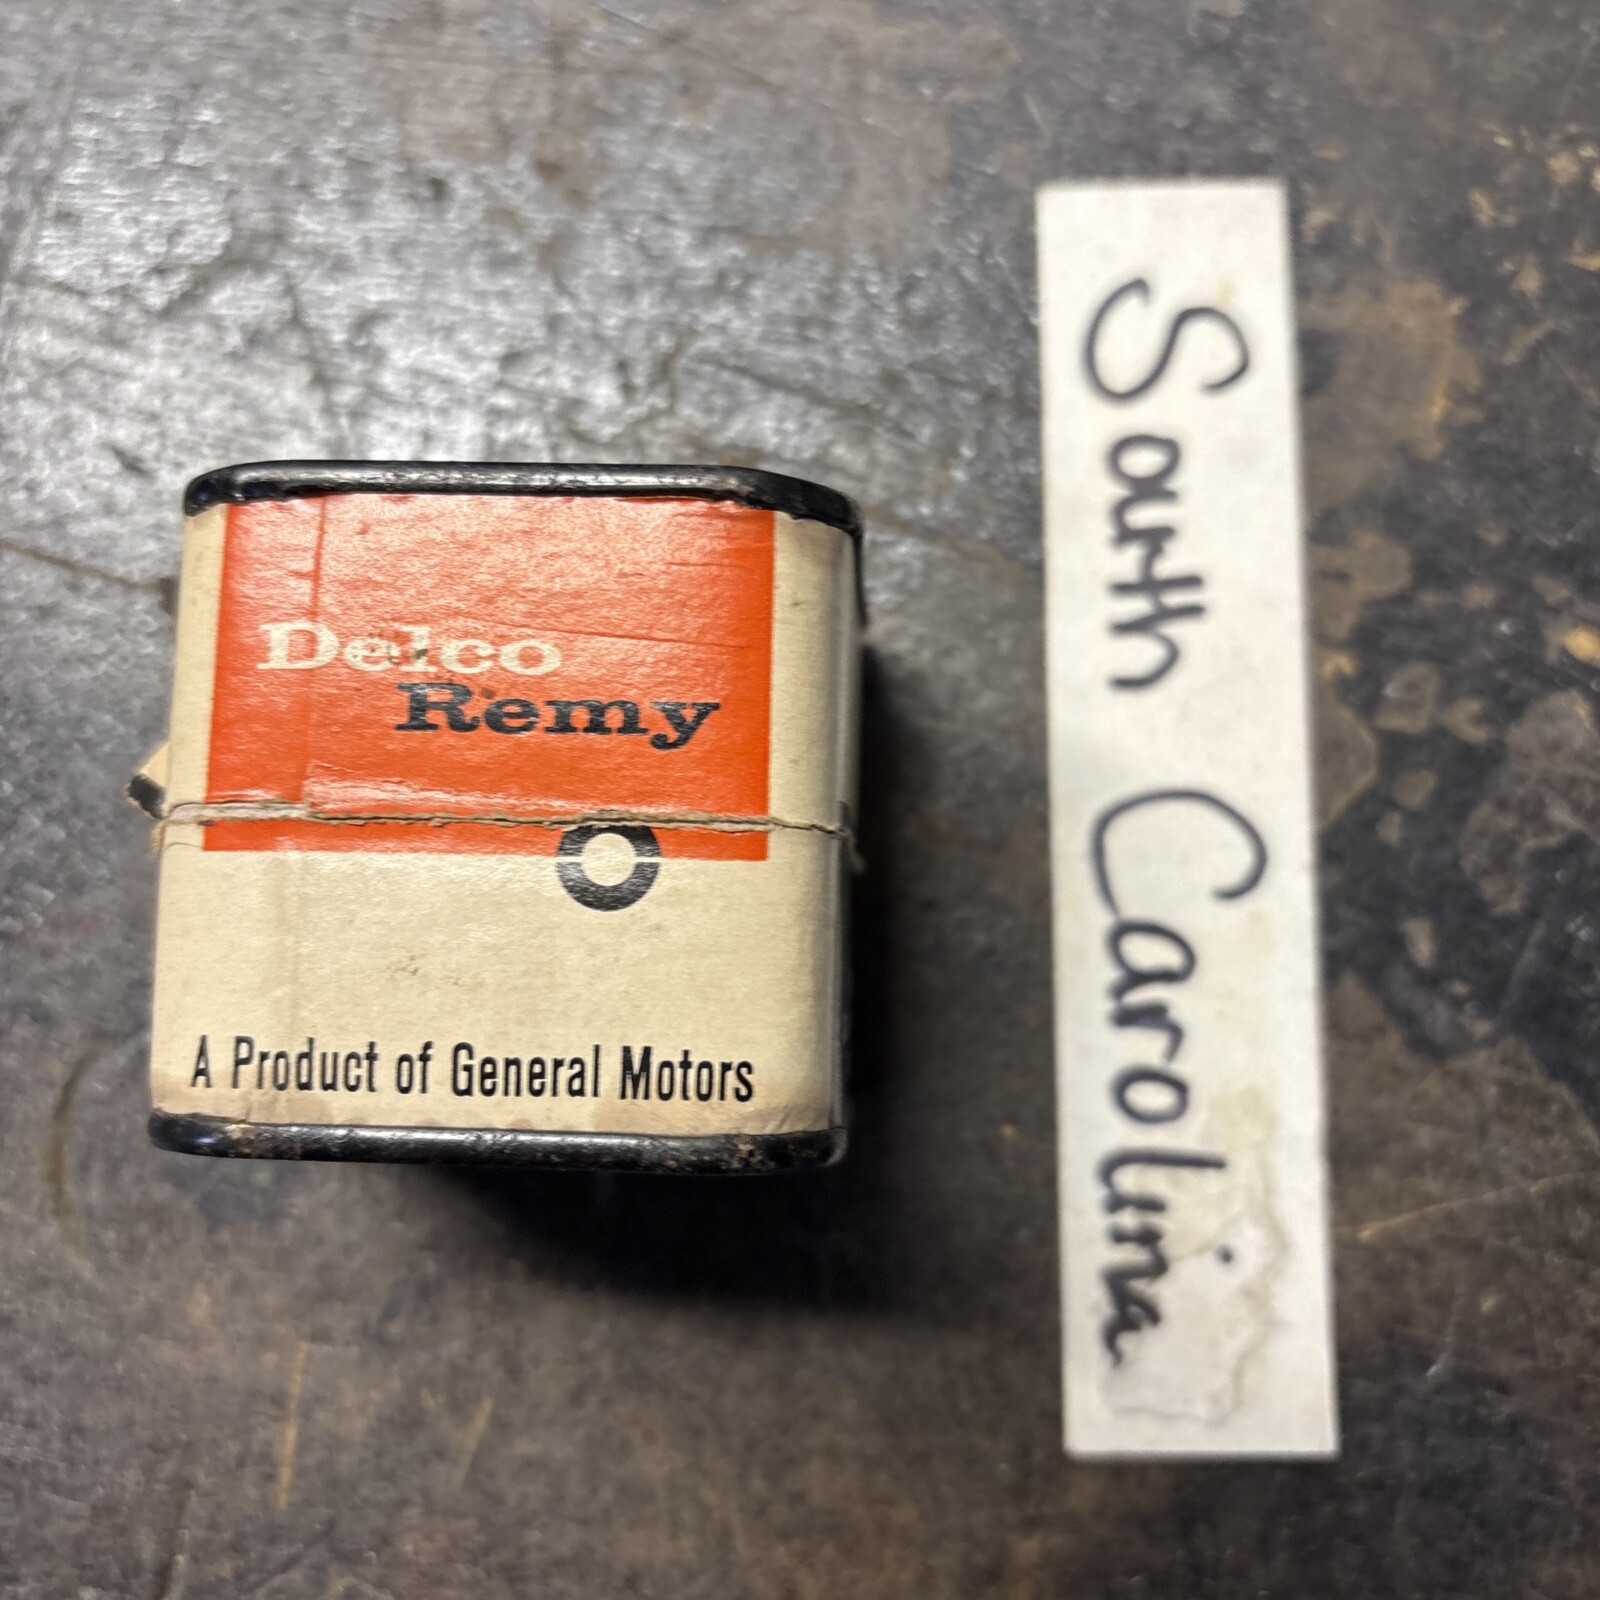 Delco
Remy
A Product of General Motors
South Carolina